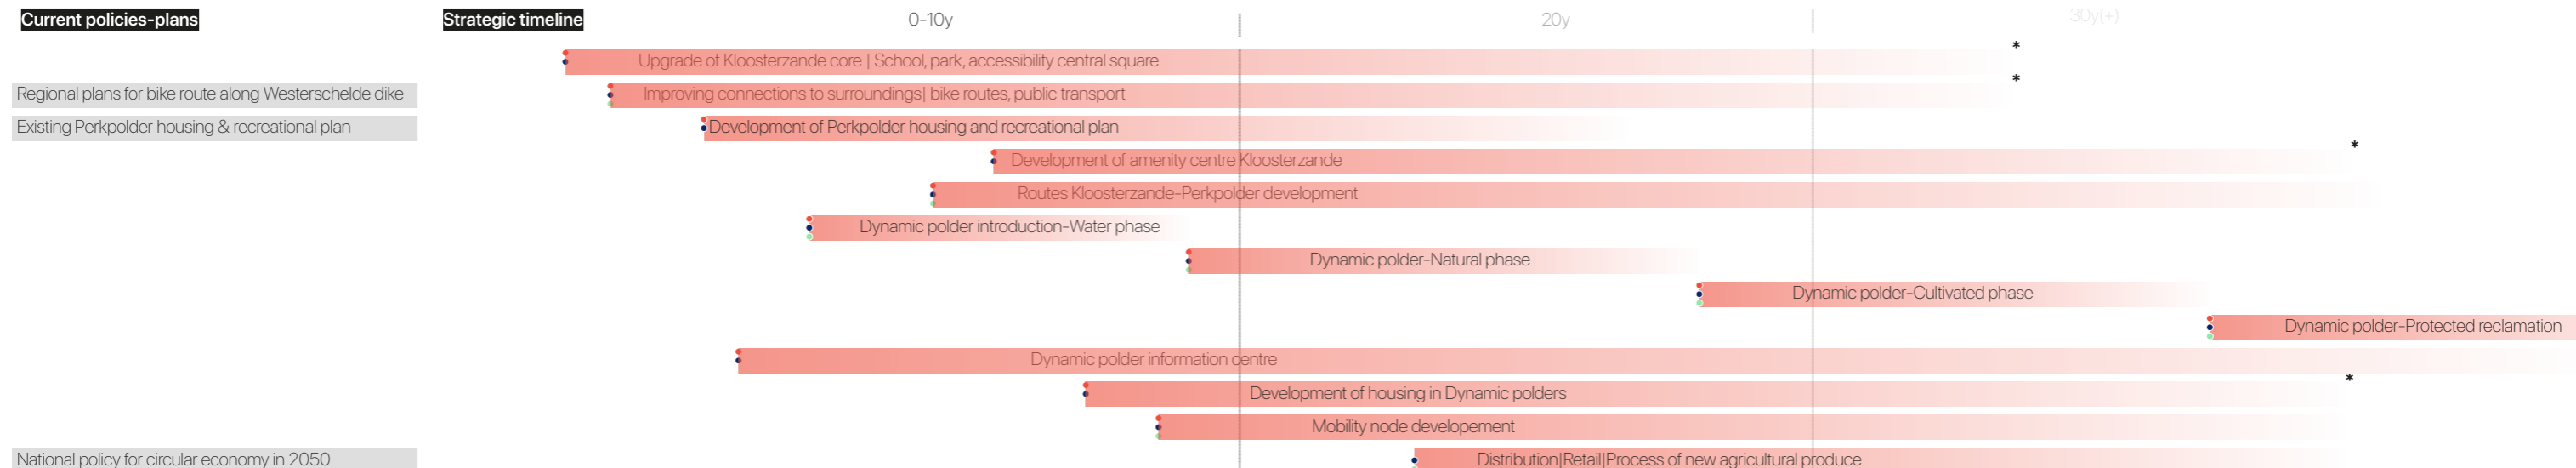 Current policies-plans Strategic timeline 0-10y 20y 30y(+)
Upgrade of Kloosterzande core | School, park, accessibility central square *
Regional plans for bike route along Westerschelde dike Improving connections to surroundings| bike routes, public transport *
Existing Perkpolder housing & recreational plan Development of Perkpolder housing and recreational plan
Development of amenity centre Kloosterzande *
Routes Kloosterzande-Perkpolder development
Dynamic polder introduction-Water phase
Dynamic polder-Natural phase
Dynamic polder-Cultivated phase
Dynamic polder-Protected reclamation
Dynamic polder information centre
Development of housing in Dynamic polders *
Mobility node developement
National policy for circular economy in 2050 Distribution|Retail|Process of new agricultural produce